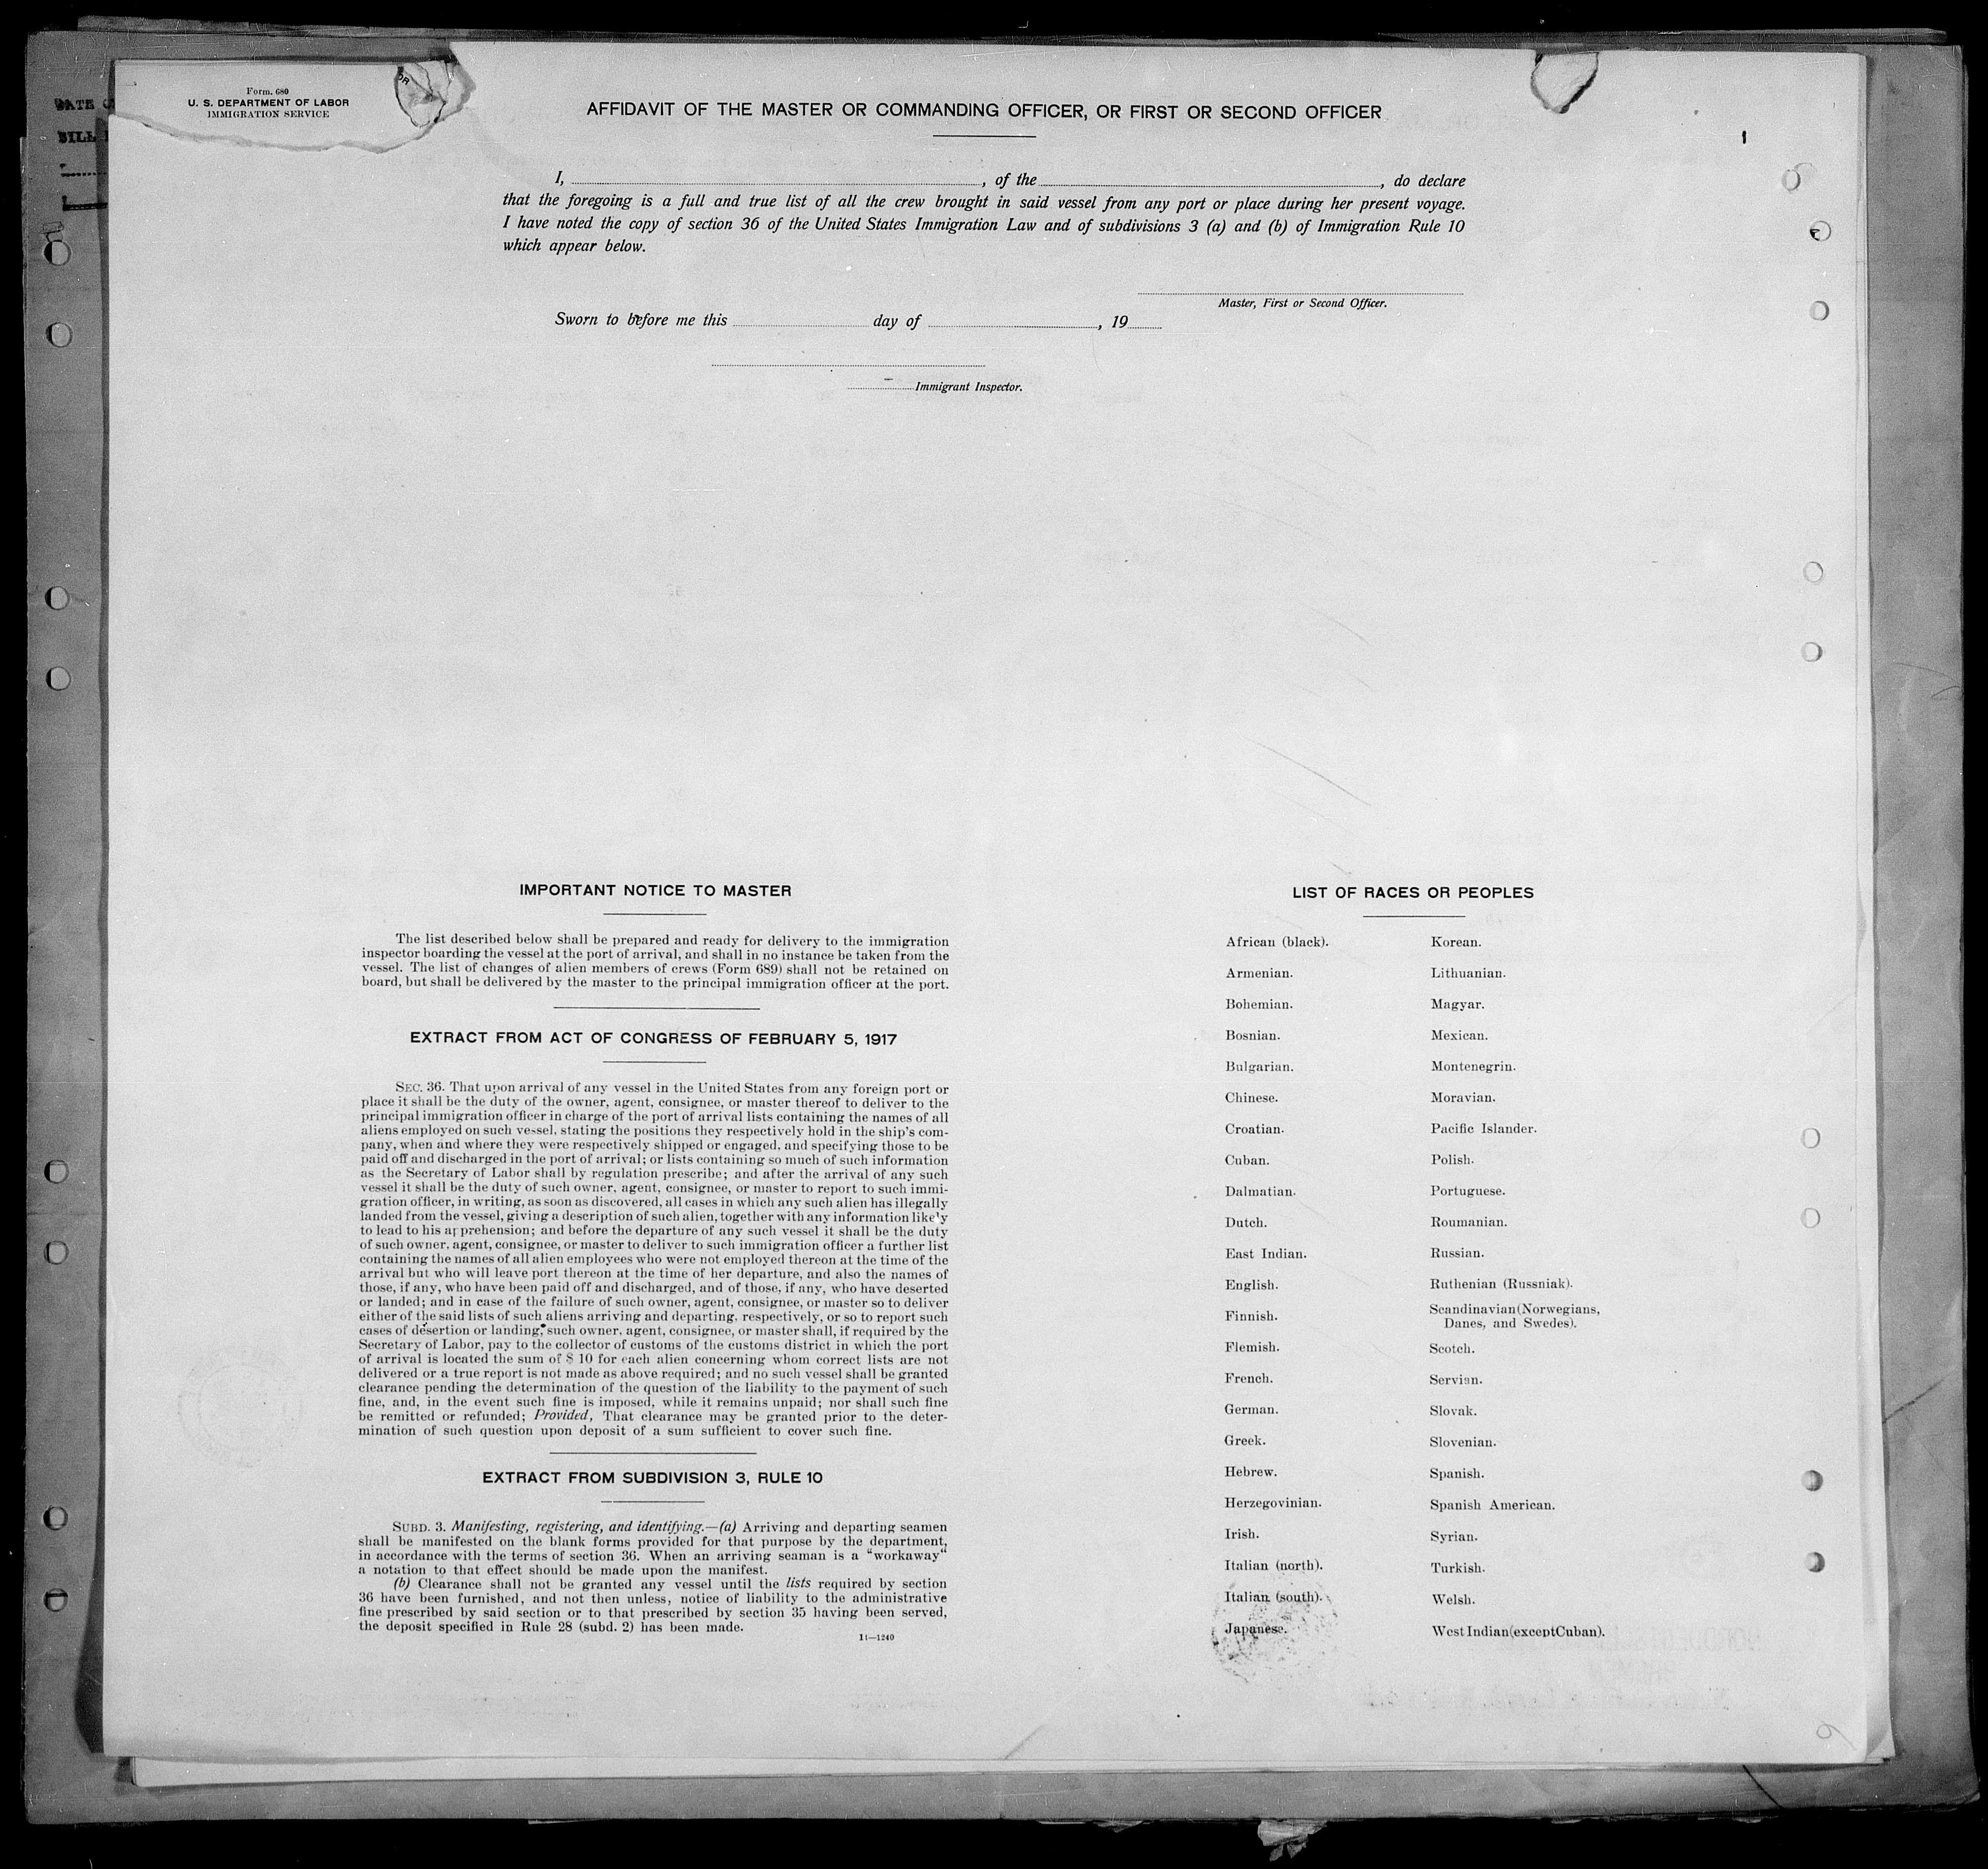 Form. 680
U. S. DEPARTMENT OF LABOR
IMMIGRATION SERVICE
AFFIDAVIT OF THE MASTER OR COMMANDING OFFICER, OR FIRST OR SECOND OFFICER
I, , of the , do declare
that the foregoing is a full and true list of all the crew brought in said vessel from any port or place during her present voyage.
I have noted the copy of section 36 of the United States Immigration Law and of subdivisions 3 (a) and (b) of Immigration Rule 10
which appear below.
Master, First or Second Officer.
Sworn to before me this day of , 19
Immigrant Inspector.
IMPORTANT NOTICE TO MASTER
The list described below shall be prepared and ready for delivery to the immigration
inspector boarding the vessel at the port of arrival, and shall in no instance be taken from the
vessel. The list of changes of alien members of crews (Form 689) shall not be retained on
board, but shall be delivered by the master to the principal immigration officer at the port.
EXTRACT FROM ACT OF CONGRESS OF FEBRUARY 5, 1917
SEC. 36. That upon arrival of any vessel in the United States from any foreign port or
place it shall be the duty of the owner, agent, consignee, or master thereof to deliver to the
principal immigration officer in charge of the port of arrival lists containing the names of all
aliens employed on such vessel, stating the positions they respectively hold in the ship's com-
pany, when and where they were respectively shipped or engaged, and specifying those to be
paid off and discharged in the port of arrival; or lists containing so much of such information
as the Secretary of Labor shall by regulation prescribe; and after the arrival of any such
vessel it shall be the duty of such owner, agent, consignee, or master to report to such immi-
gration officer, in writing, as soon as discovered, all cases in which any such alien has illegally
landed from the vessel, giving a description of such alien, together with any information likely
to lead to his apprehension; and before the departure of any such vessel it shall be the duty
of such owner, agent, consignee, or master to deliver to such immigration officer a further list
containing the names of all alien employees who were not employed thereon at the time of the
arrival but who will leave port thereon at the time of her departure, and also the names of
those, if any, who have been paid off and discharged, and of those, if any, who have deserted
or landed; and in case of the failure of such owner, agent, consignee, or master so to deliver
either of the said lists of such aliens arriving and departing, respectively, or so to report such
cases of desertion or landing, such owner, agent, consignee, or master shall, if required by the
Secretary of Labor, pay to the collector of customs of the customs district in which the port
of arrival is located the sum of $ 10 for each alien concerning whom correct lists are not
delivered or a true report is not made as above required; and no such vessel shall be granted
clearance pending the determination of the question of the liability to the payment of such
fine, and, in the event such fine is imposed, while it remains unpaid; nor shall such fine
be remitted or refunded; Provided, That clearance may be granted prior to the deter-
mination of such question upon deposit of a sum sufficient to cover such fine.
EXTRACT FROM SUBDIVISION 3, RULE 10
SUBD. 3. Manifesting, registering, and identifying.—(a) Arriving and departing seamen
shall be manifested on the blank forms provided for that purpose by the department,
in accordance with the terms of section 36. When an arriving seaman is a "workaway"
a notation to that effect should be made upon the manifest.
(b) Clearance shall not be granted any vessel until the lists required by section
36 have been furnished, and not then unless, notice of liability to the administrative
fine prescribed by said section or to that prescribed by section 35 having been served,
the deposit specified in Rule 28 (subd. 2) has been made.
11—1240
LIST OF RACES OR PEOPLES
African (black).
Armenian.
Bohemian.
Bosnian.
Bulgarian.
Chinese.
Croatian.
Cuban.
Dalmatian.
Dutch.
East Indian.
English.
Finnish.
Flemish.
French.
German.
Greek.
Hebrew.
Herzegovinian.
Irish.
Italian (north).
Italian (south).
Japanese.
Korean.
Lithuanian.
Magyar.
Mexican.
Montenegrin.
Moravian.
Pacific Islander.
Polish.
Portuguese.
Roumanian.
Russian.
Ruthenian (Russniak).
Scandinavian (Norwegians,
Danes, and Swedes).
Scotch.
Servian.
Slovak.
Slovenian.
Spanish.
Spanish American.
Syrian.
Turkish.
Welsh.
West Indian (except Cuban).